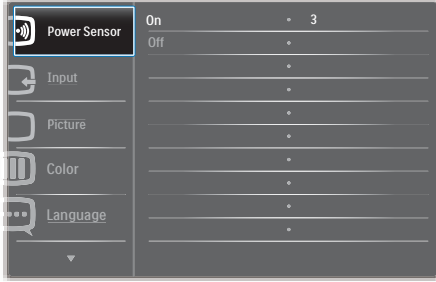 Power Sensor
On 3
Off
Input
Picture
Color
Language